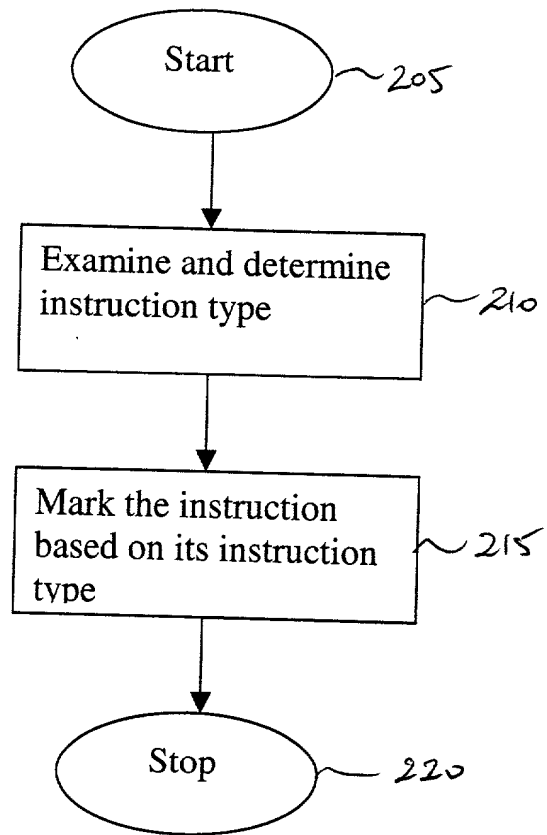 Start
205
Examine and determine
instruction type
210
Mark the instruction
based on its instruction
type
215
Stop
220